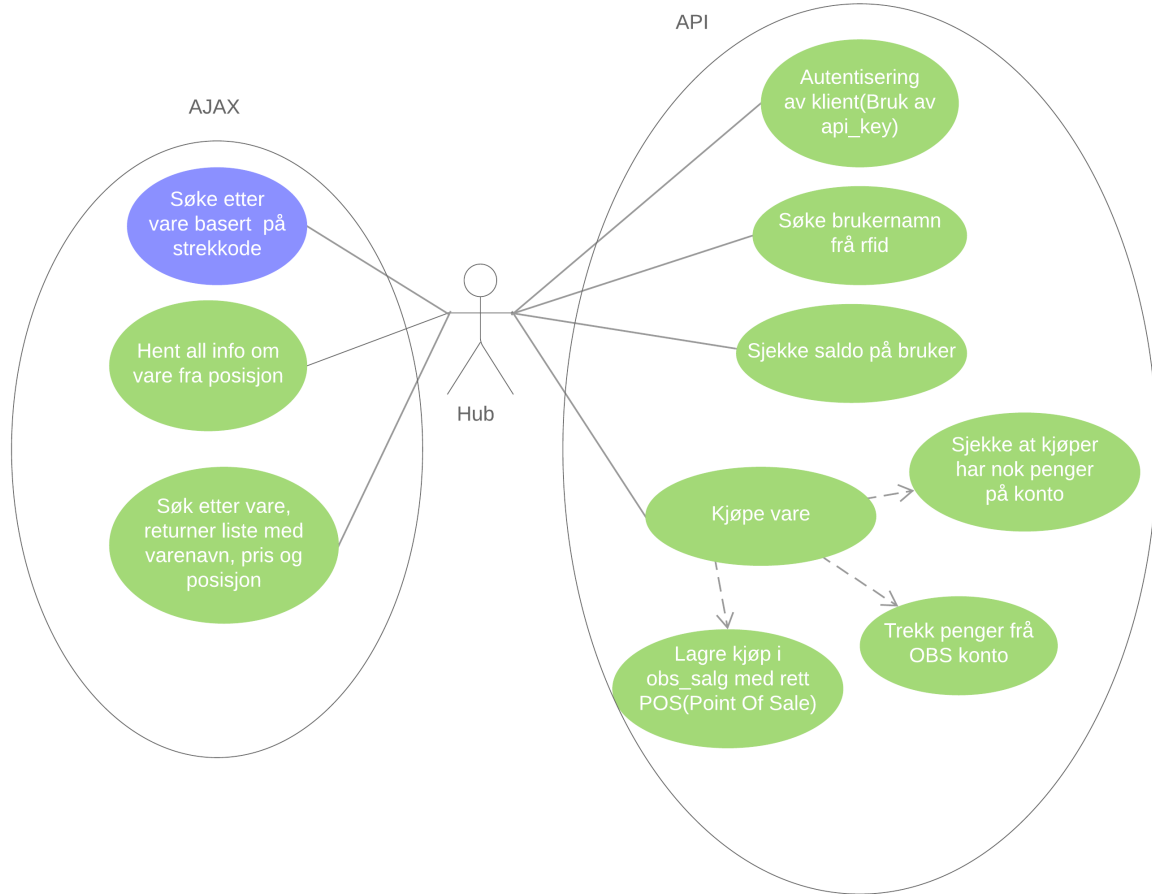 API
AJAX
Autentisering
av klient(Bruk av
api_key)
Søke etter
vare basert  på
strekkode
Søke brukernamn
frå rfid
Hent all info om
vare fra posisjon
Sjekke saldo på bruker
Hub
Sjekke at kjøper
har nok penger
på konto
Søk etter vare,
returner liste med
varenavn, pris og
posisjon
Kjøpe vare
Trekk penger frå
OBS konto
Lagre kjøp i
obs_salg med rett
POS(Point Of Sale)